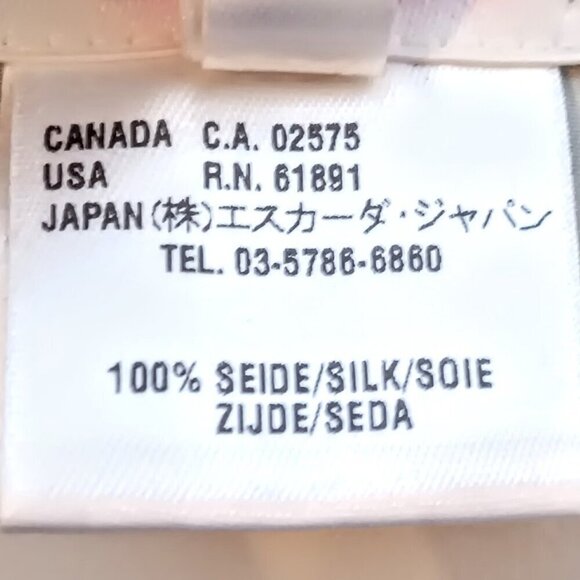 CANADA C.A. 02575
USA R.N. 61891
JAPAN(株)エスカーダ・ジャパン
TEL. 03-5786-6860
100% SEIDE/SILK/SOIE
ZIJDE/SEDA